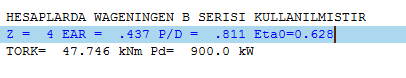 HESAPLARDA WAGENINGEN B SERISI KULLANILMISTIR
Z =  4 EAR =  .437 P/D =  .811 Eta0=0.628
TORK=  47.746 kNm Pd=  900.0 kW